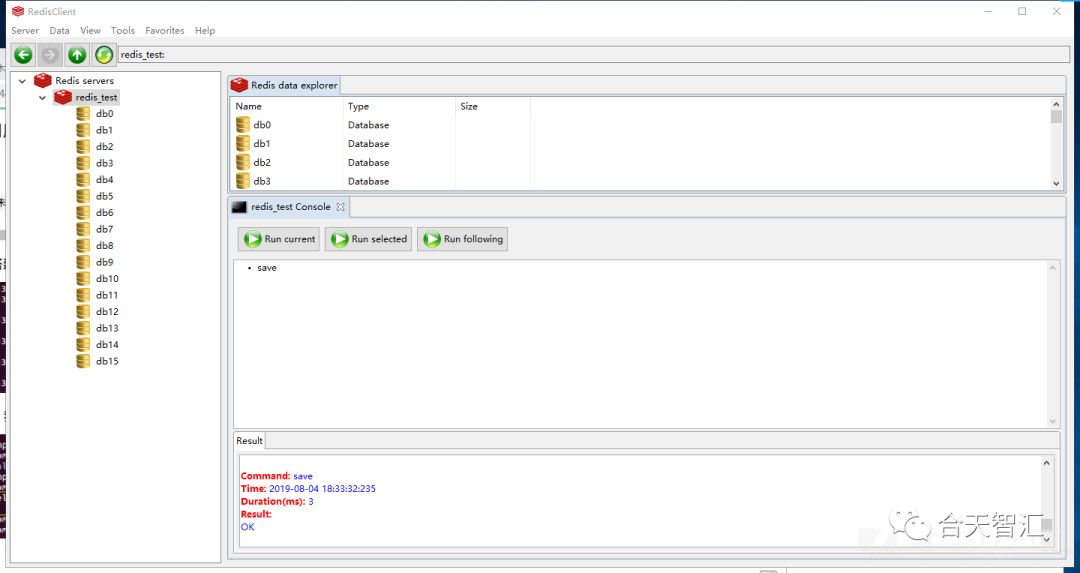 RedisClient
Server Data View Tools Favorites Help
redis_test:
Redis servers
redis_test
db0
db1
db2
db3
db4
db5
db6
db7
db8
db9
db10
db11
db12
db13
db14
db15
Redis data explorer
Name Type Size
db0 Database
db1 Database
db2 Database
db3 Database
redis_test Console
Run current Run selected Run following
save
Result
Command: save
Time: 2019-08-04 18:33:32:235
Duration(ms): 3
Result:
OK
合天智汇